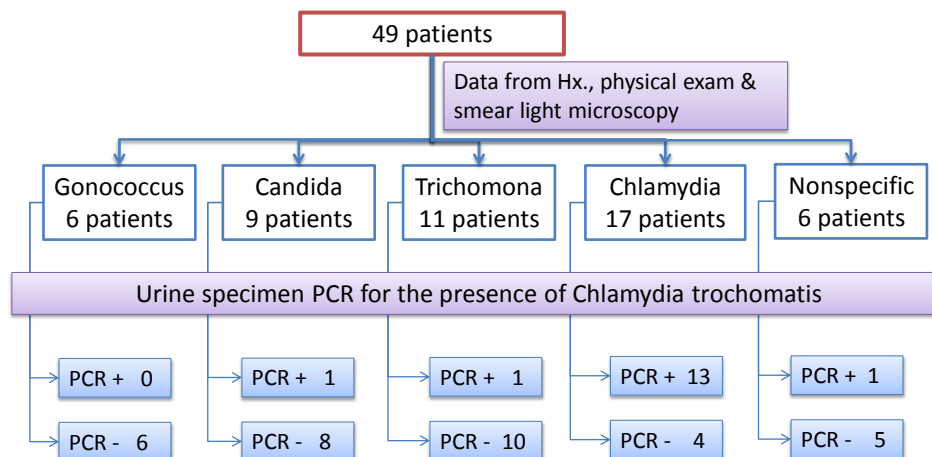 49 patients
Data from Hx., physical exam &
smear light microscopy
Gonococcus
6 patients
Candida
9 patients
Trichomona
11 patients
Chlamydia
17 patients
Nonspecific
6 patients
Urine specimen PCR for the presence of Chlamydia trochomatis
PCR + 0
PCR + 1
PCR + 1
PCR + 13
PCR + 1
PCR - 6
PCR - 8
PCR - 10
PCR - 4
PCR - 5